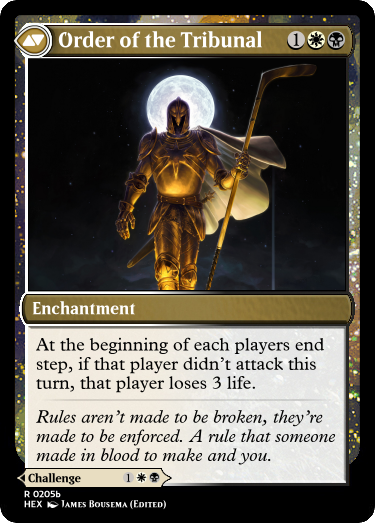 Order of the Tribunal 1
Enchantment
At the beginning of each players end
step, if that player didn't attack this
turn, that player loses 3 life.
Rules aren't made to be broken, they're
made to be enforced. A rule that someone
made in blood to make and you.
Challenge 1
R 0205b
HEX James Bousema (Edited)